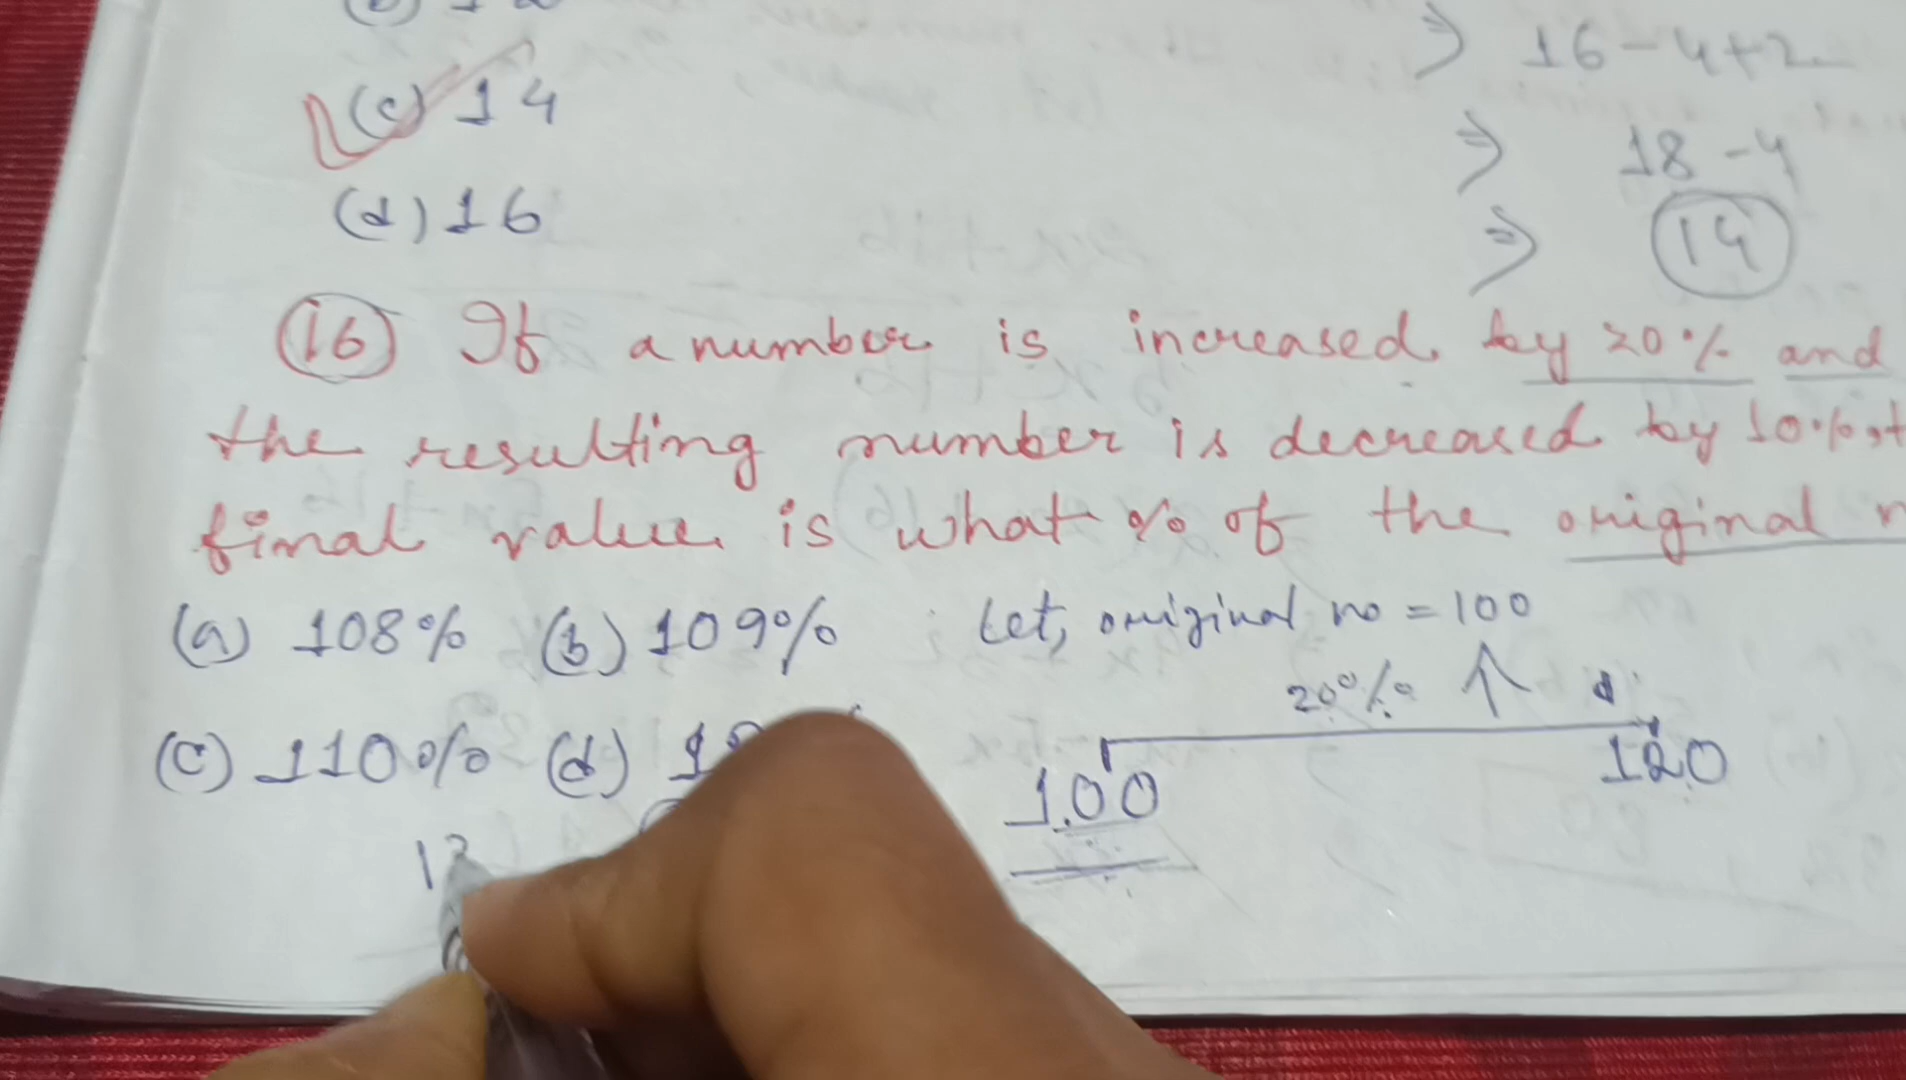 (c) 14
(d) 16
⇒ 16-4+2
⇒ 18-4
⇒ 14
(16) If a number is increased by 20% and
the resulting number is decreased by 10%, t
final value is what % of the original n
(a) 108% (b) 109%
(c) 110% (d)
Let, original no = 100
20% ↑
100 120